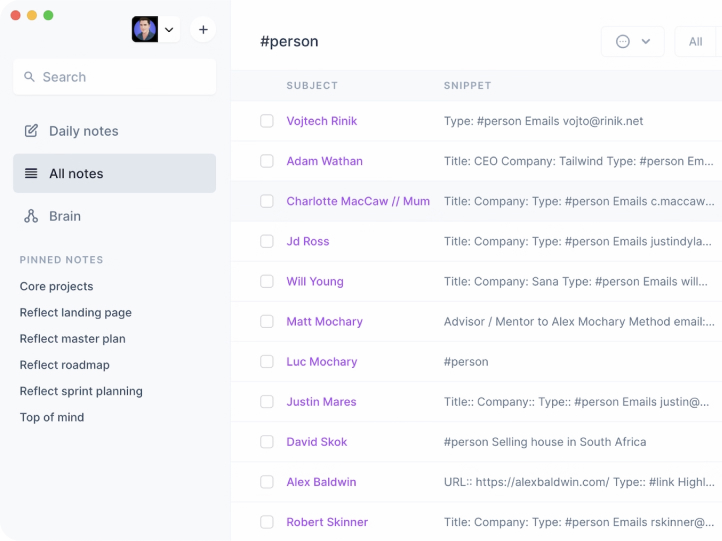 #person
All
Search
SUBJECT SNIPPET
Daily notes
All notes
Brain
PINNED NOTES
Core projects
Reflect landing page
Reflect master plan
Reflect roadmap
Reflect sprint planning
Top of mind
Vojtech Rinik Type: #person Emails vojto@rinik.net
Adam Wathan Title: CEO Company: Tailwind Type: #person Em...
Charlotte MacCaw // Mum Title: Company: Type: #person Emails c.maccaw...
Jd Ross Title: Company: Type: #person Emails justindyla...
Will Young Title: Company: Sana Type: #person Emails will...
Matt Mochary Advisor / Mentor to Alex Mochary Method email:...
Luc Mochary #person
Justin Mares Title:: Company:: Type:: #person Emails justin@...
David Skok #person Selling house in South Africa
Alex Baldwin URL:: https://alexbaldwin.com/ Type:: #link Highl...
Robert Skinner Title: Company: Type: #person Emails rskinner@...